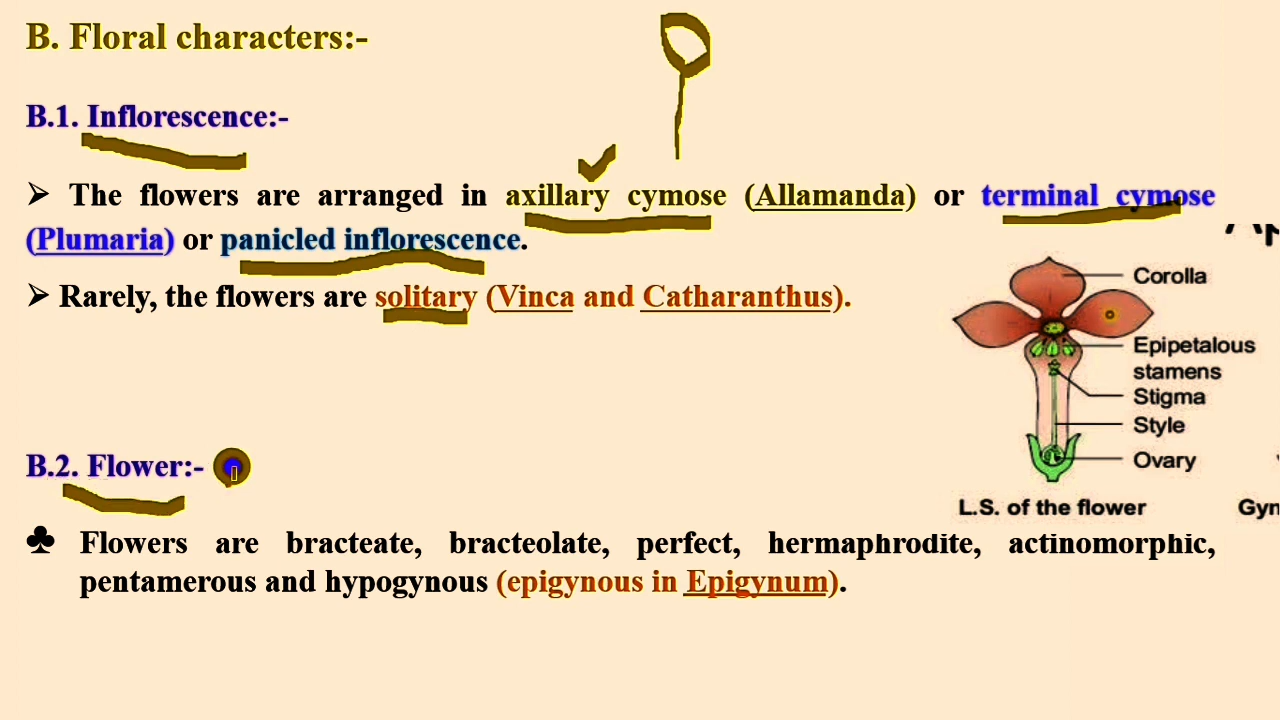 B. Floral characters:-
B.1. Inflorescence:-
➢ The flowers are arranged in axillary cymose (Allamanda) or terminal cymose
(Plumaria) or panicled inflorescence.
➢ Rarely, the flowers are solitary (Vinca and Catharanthus).
Corolla
Epipetalous
stamens
Stigma
Style
Ovary
L.S. of the flower
Gyn
B.2. Flower:-
♣ Flowers are bracteate, bracteolate, perfect, hermaphrodite, actinomorphic,
pentamerous and hypogynous (epigynous in Epigynum).